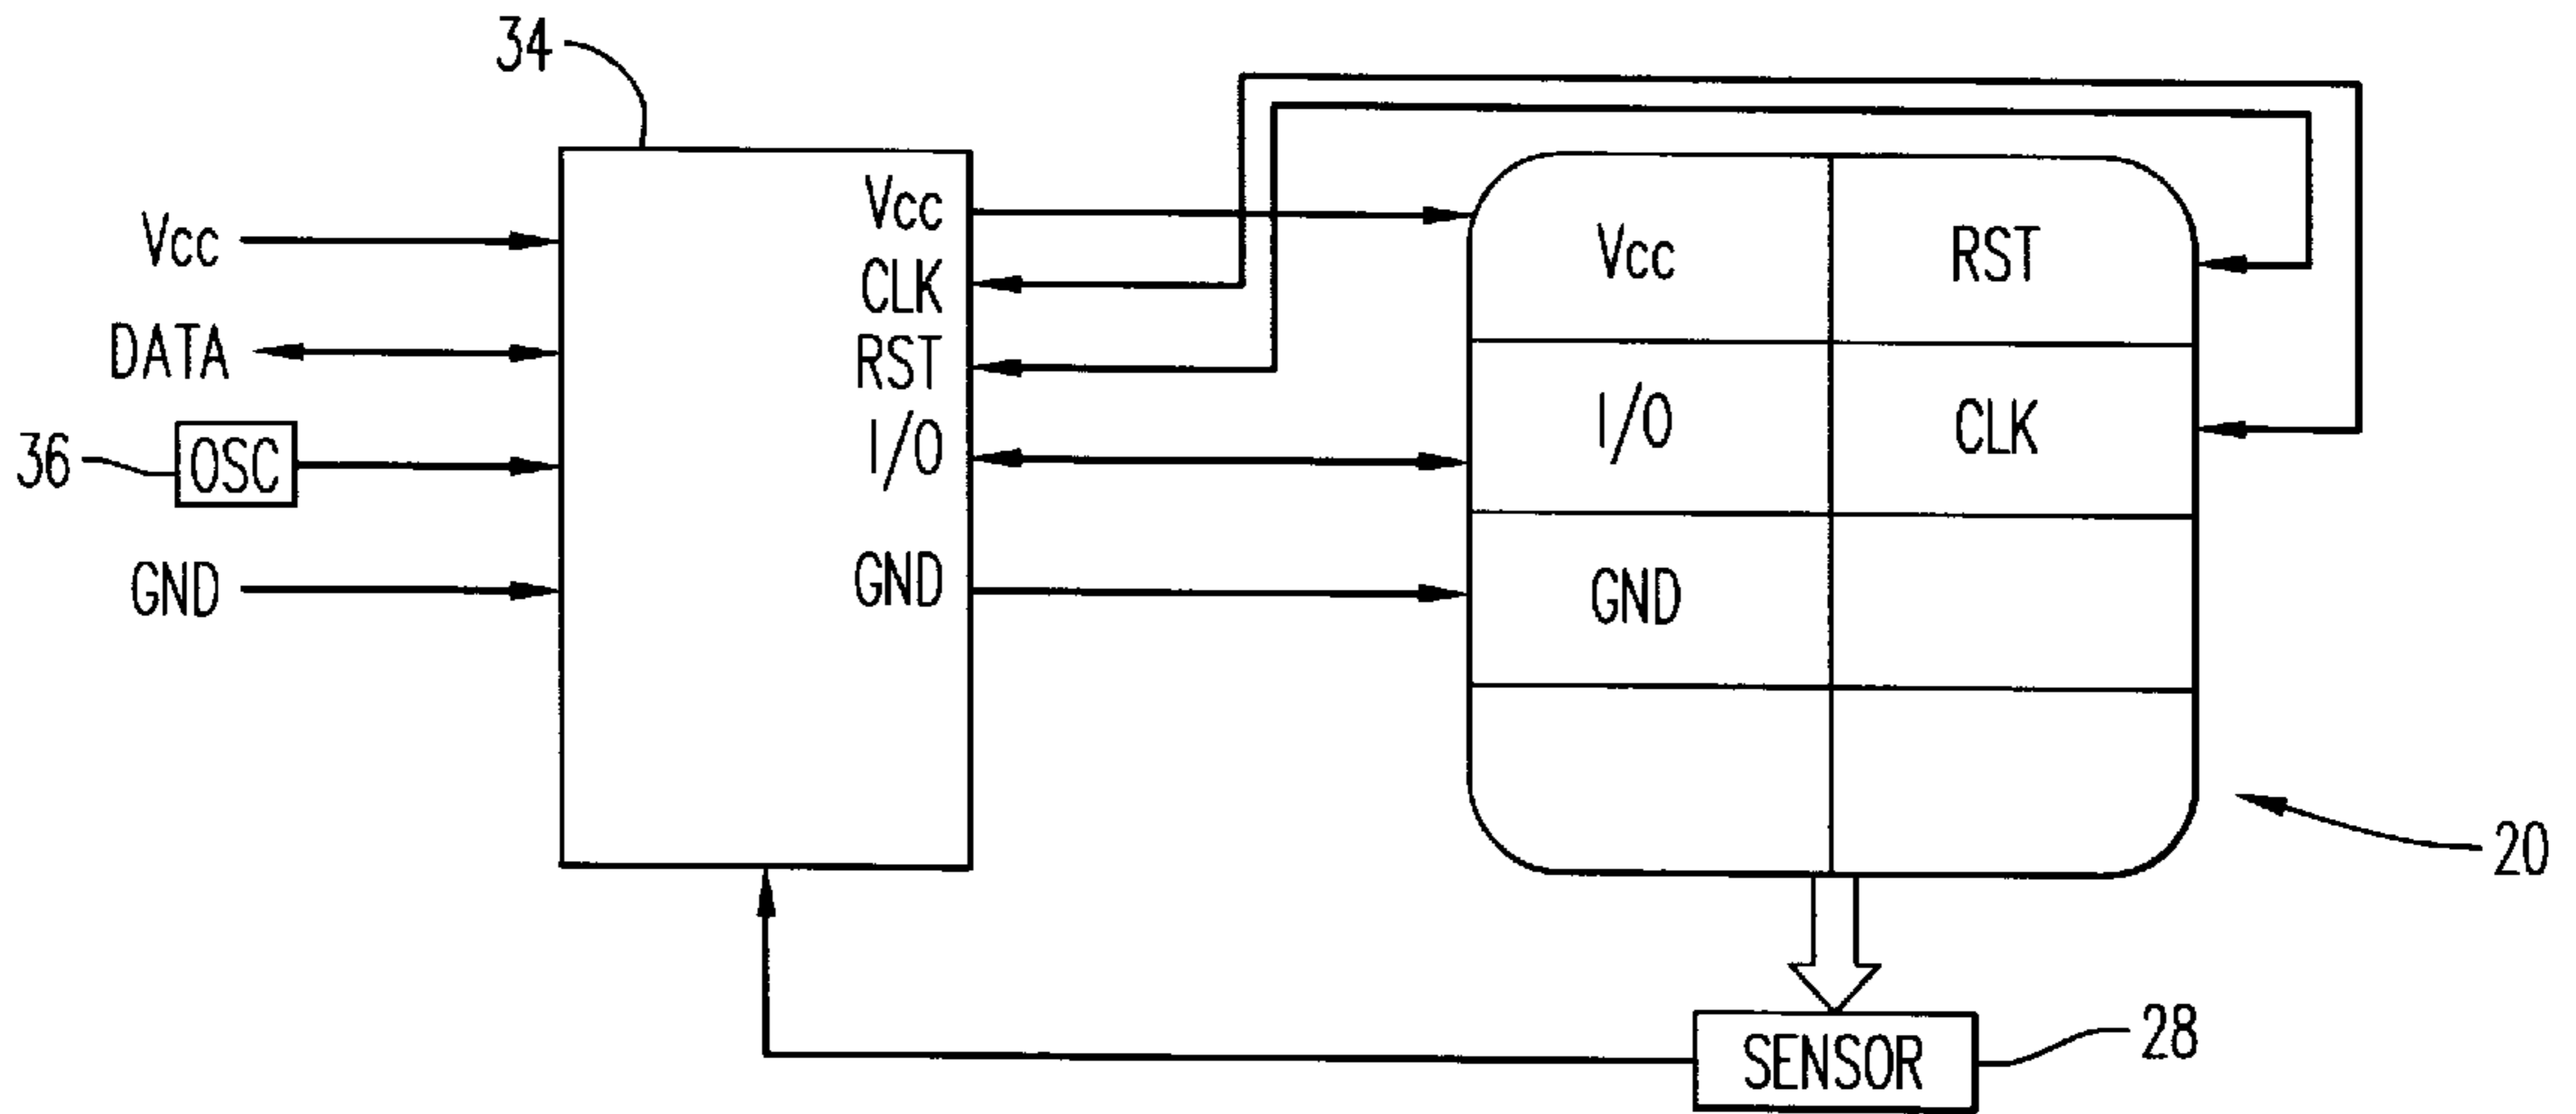 34
Vcc
DATA
36
OSC
GND
Vcc
CLK
RST
I/O
GND
Vcc
RST
I/O
CLK
GND
20
SENSOR
28